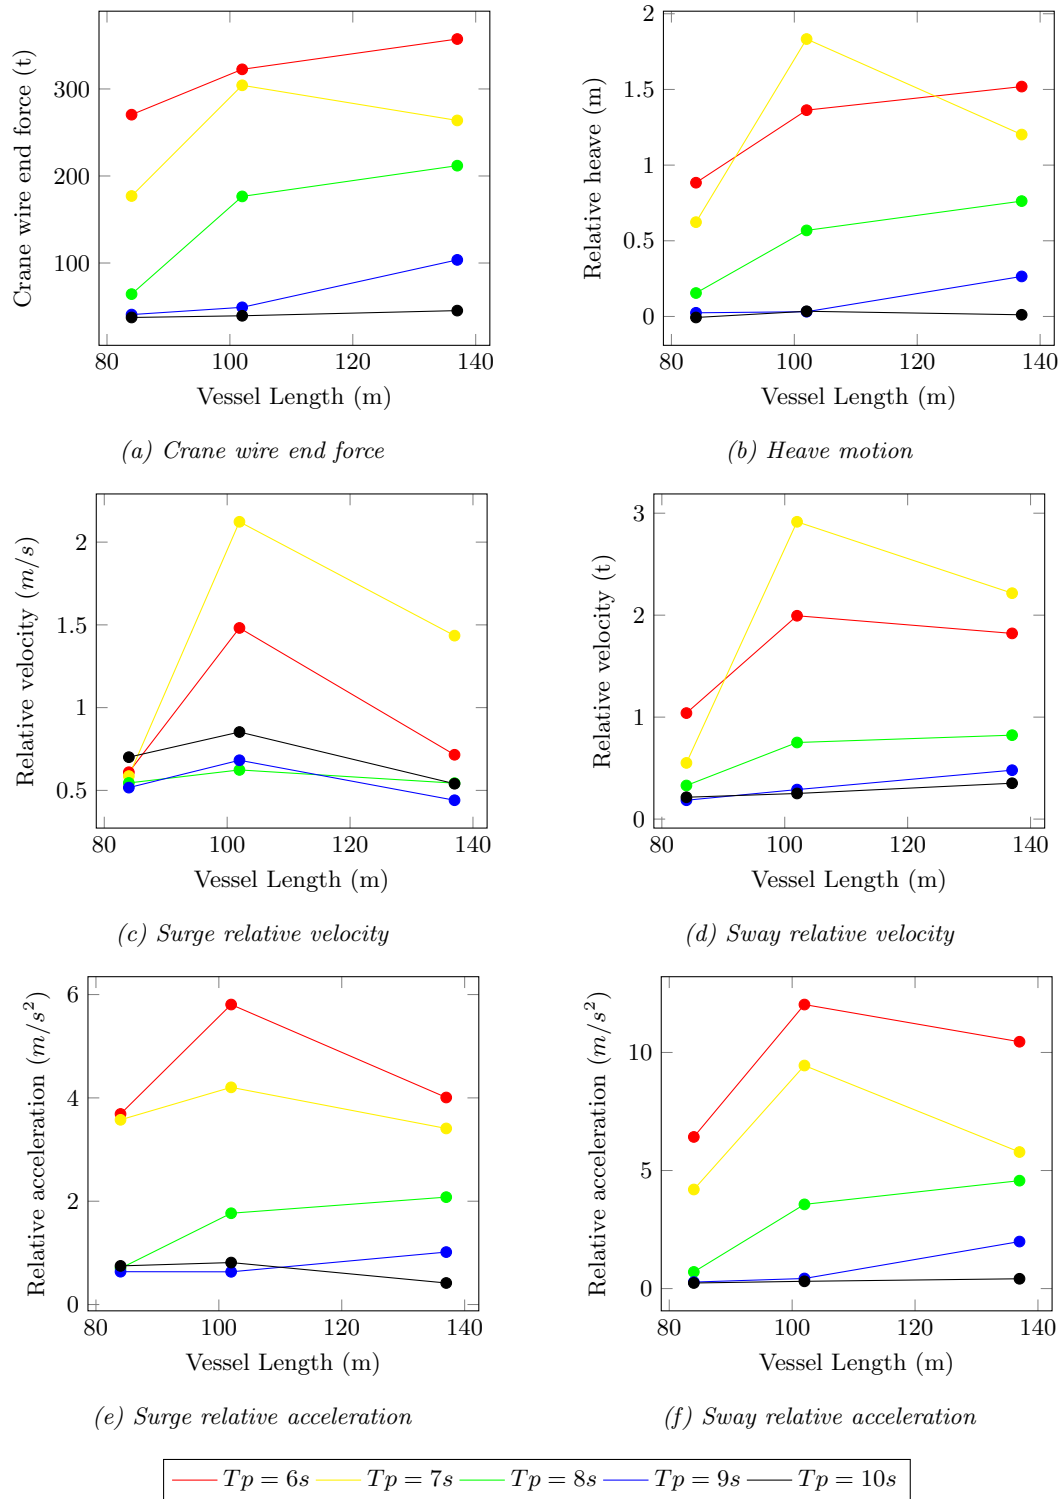 Crane wire end force (t)
300
200
100
80 100 120 140
Vessel Length (m)
(a) Crane wire end force
Relative heave (m)
2
1.5
1
0.5
0
80 100 120 140
Vessel Length (m)
(b) Heave motion
Relative velocity (m/s)
2
1.5
1
0.5
80 100 120 140
Vessel Length (m)
(c) Surge relative velocity
Relative velocity (t)
3
2
1
0
80 100 120 140
Vessel Length (m)
(d) Sway relative velocity
Relative acceleration (m/s²)
6
4
2
0
80 100 120 140
Vessel Length (m)
(e) Surge relative acceleration
Relative acceleration (m/s²)
10
5
0
80 100 120 140
Vessel Length (m)
(f) Sway relative acceleration
Tp = 6s Tp = 7s Tp = 8s Tp = 9s Tp = 10s